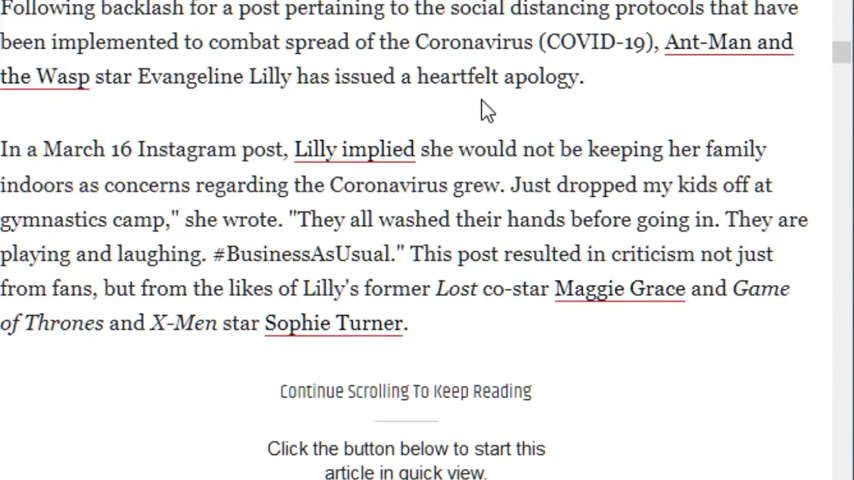 Following backlash for a post pertaining to the social distancing protocols that have
been implemented to combat spread of the Coronavirus (COVID-19), Ant-Man and
the Wasp star Evangeline Lilly has issued a heartfelt apology.
In a March 16 Instagram post, Lilly implied she would not be keeping her family
indoors as concerns regarding the Coronavirus grew. Just dropped my kids off at
gymnastics camp," she wrote. "They all washed their hands before going in. They are
playing and laughing. #BusinessAsUsual." This post resulted in criticism not just
from fans, but from the likes of Lilly's former Lost co-star Maggie Grace and Game
of Thrones and X-Men star Sophie Turner.
Continue Scrolling To Keep Reading
Click the button below to start this
article in quick view.